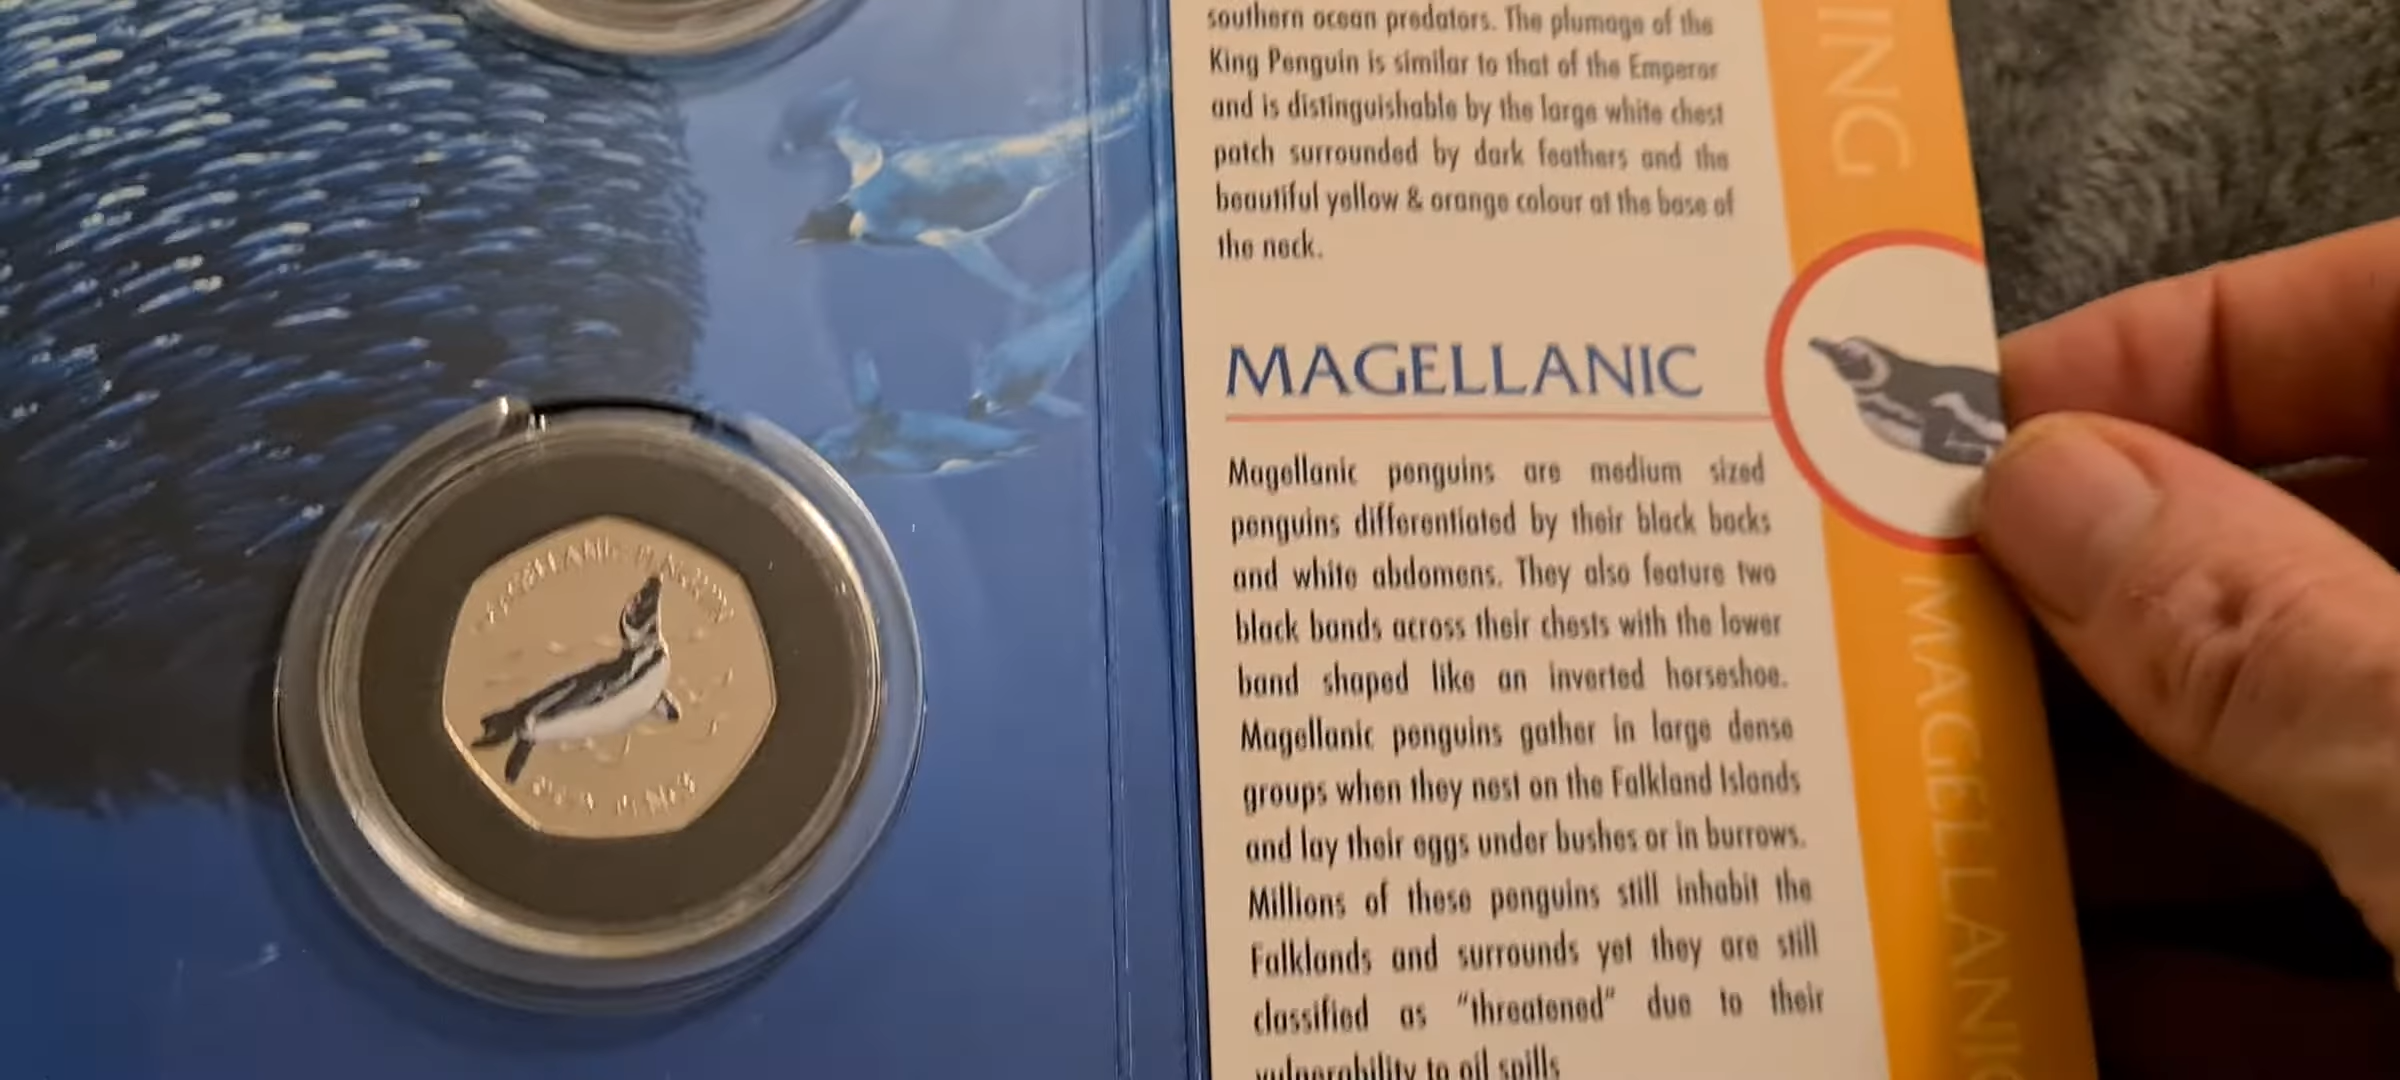 southern ocean predators. The plumage of the
King Penguin is similar to that of the Emperor
and is distinguishable by the large white chest
patch surrounded by dark feathers and the
beautiful yellow & orange colour at the base of
the neck.
MAGELLANIC
Magellanic penguins are medium sized
penguins differentiated by their black backs
and white abdomens. They also feature two
black bands across their chests with the lower
band shaped like an inverted horseshoe.
Magellanic penguins gather in large dense
groups when they nest on the Falkland Islands
and lay their eggs under bushes or in burrows.
Millions of these penguins still inhabit the
Falklands and surrounds yet they are still
classified as "threatened" due to their
vulnerability to oil spills
ING
MAGELLANIC
MAGELLANIC PENGUIN